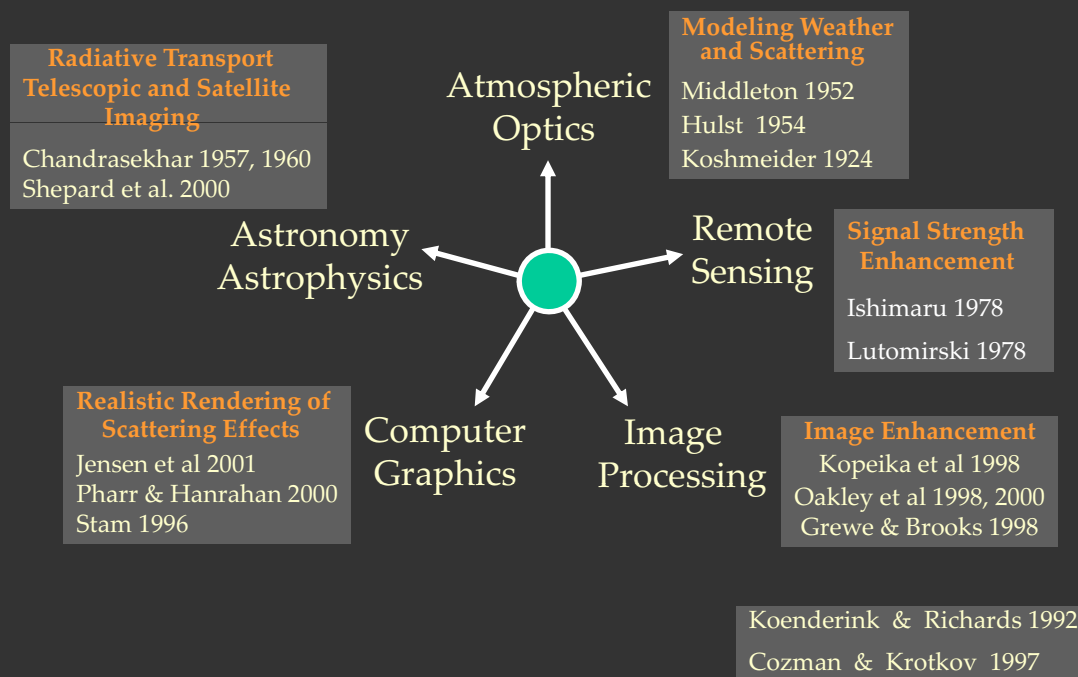 Radiative Transport
Telescopic and Satellite
Imaging
Chandrasekhar 1957, 1960
Shepard et al. 2000
Atmospheric
Optics
Modeling Weather
and Scattering
Middleton 1952
Hulst 1954
Koshmeider 1924
Astronomy
Astrophysics
Remote
Sensing
Signal Strength
Enhancement
Ishimaru 1978
Lutomirski 1978
Realistic Rendering of
Scattering Effects
Jensen et al 2001
Pharr & Hanrahan 2000
Stam 1996
Computer
Graphics
Image
Processing
Image Enhancement
Kopeika et al 1998
Oakley et al 1998, 2000
Grewe & Brooks 1998
Koenderink & Richards 1992
Cozman & Krotkov 1997